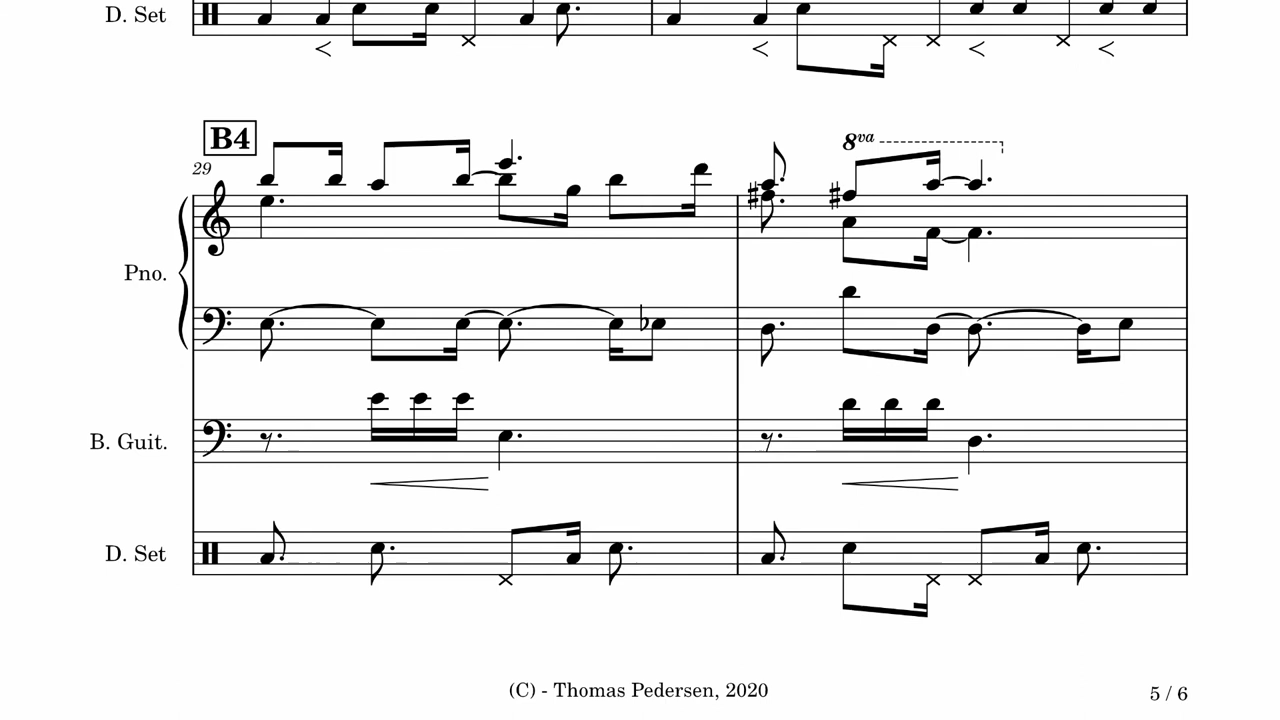 D. Set
B4
29
8va
Pno.
B. Guit.
D. Set
(C) - Thomas Pedersen, 2020
5 / 6